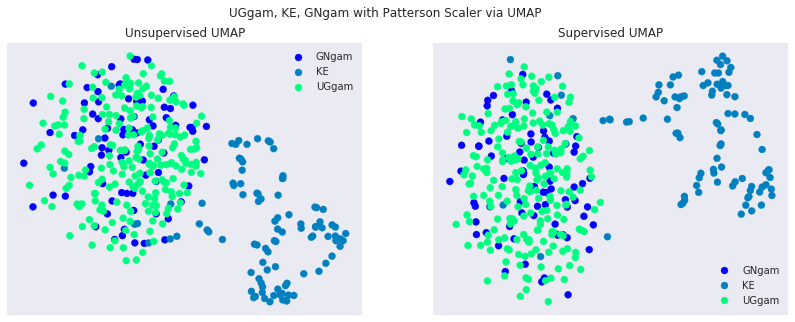 UGgam, KE, GNgam with Patterson Scaler via UMAP
Unsupervised UMAP
GNgam
KE
UGgam
Supervised UMAP
GNgam
KE
UGgam